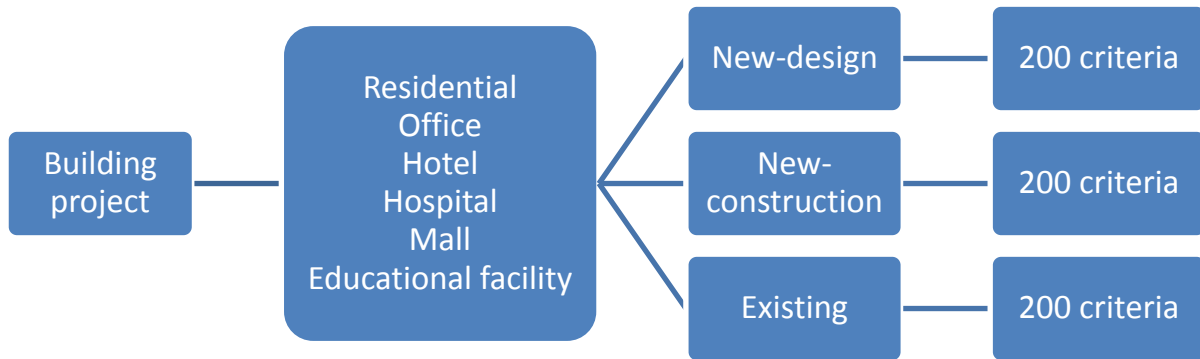 Building
project
Residential
Office
Hotel
Hospital
Mall
Educational facility
New-design
200 criteria
New-
construction
200 criteria
Existing
200 criteria